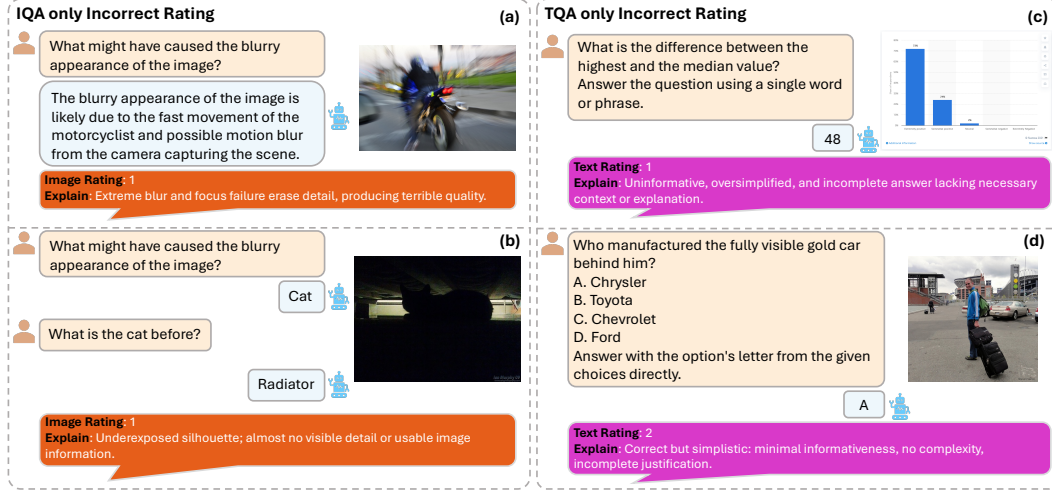 IQA only Incorrect Rating
(a)
What might have caused the blurry
appearance of the image?
The blurry appearance of the image is
likely due to the fast movement of the
motorcyclist and possible motion blur
from the camera capturing the scene.
Image Rating: 1
Explain: Extreme blur and focus failure erase detail, producing terrible quality.
(b)
What might have caused the blurry
appearance of the image?
Cat
What is the cat before?
Radiator
Image Rating: 1
Explain: Underexposed silhouette; almost no visible detail or usable image
information.
TQA only Incorrect Rating
(c)
What is the difference between the
highest and the median value?
Answer the question using a single word
or phrase.
48
Text Rating: 1
Explain: Uninformative, oversimplified, and incomplete answer lacking necessary
context or explanation.
(d)
Who manufactured the fully visible gold car
behind him?
A. Chrysler
B. Toyota
C. Chevrolet
D. Ford
Answer with the option's letter from the given
choices directly.
A
Text Rating: 2
Explain: Correct but simplistic: minimal informativeness, no complexity,
incomplete justification.